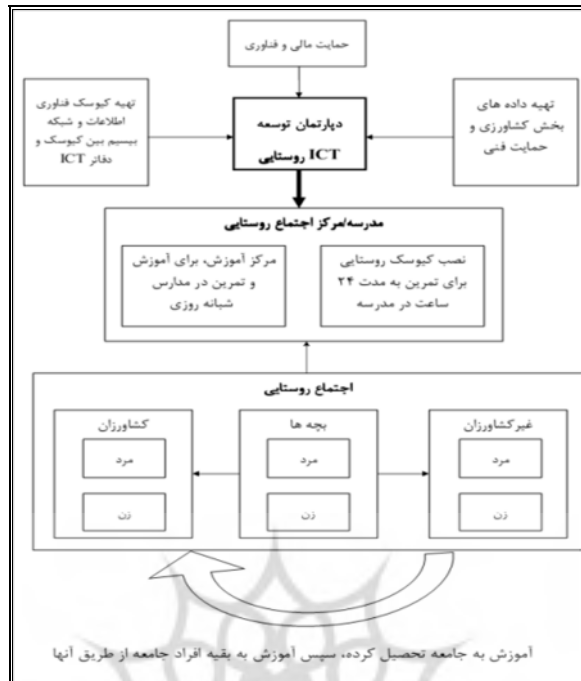 حمایت مالی و فناوری
تهیه داده های
بخش کشاورزی و
حمایت فنی
دپارتمان توسعه
ICT روستایی
تهیه کیوسک فناوری
اطلاعات و شبکه
بیسیم بین کیوسک و
دفاتر ICT
مدرسه/مرکز اجتماع روستایی
نصب کیوسک روستایی
برای تمرین به مدت ۲۴
ساعت در مدرسه
مرکز آموزش، برای آموزش
و تمرین در مدارس
شبانه روزی
اجتماع روستایی
غیرکشاورزان
مرد
زن
بچه ها
مرد
زن
کشاورزان
مرد
زن
آموزش به جامعه تحصیل کرده، سپس آموزش به بقیه افراد جامعه از طریق آنها